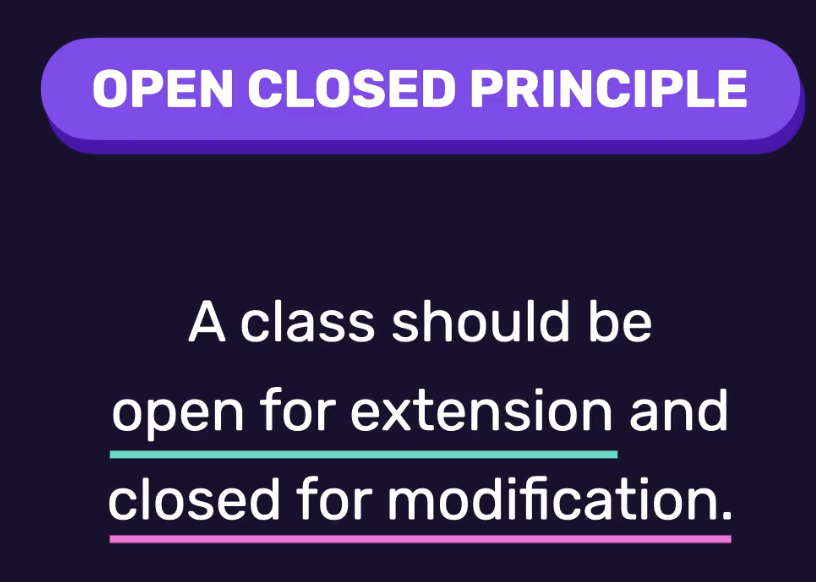 OPEN CLOSED PRINCIPLE
A class should be
open for extension and
closed for modification.